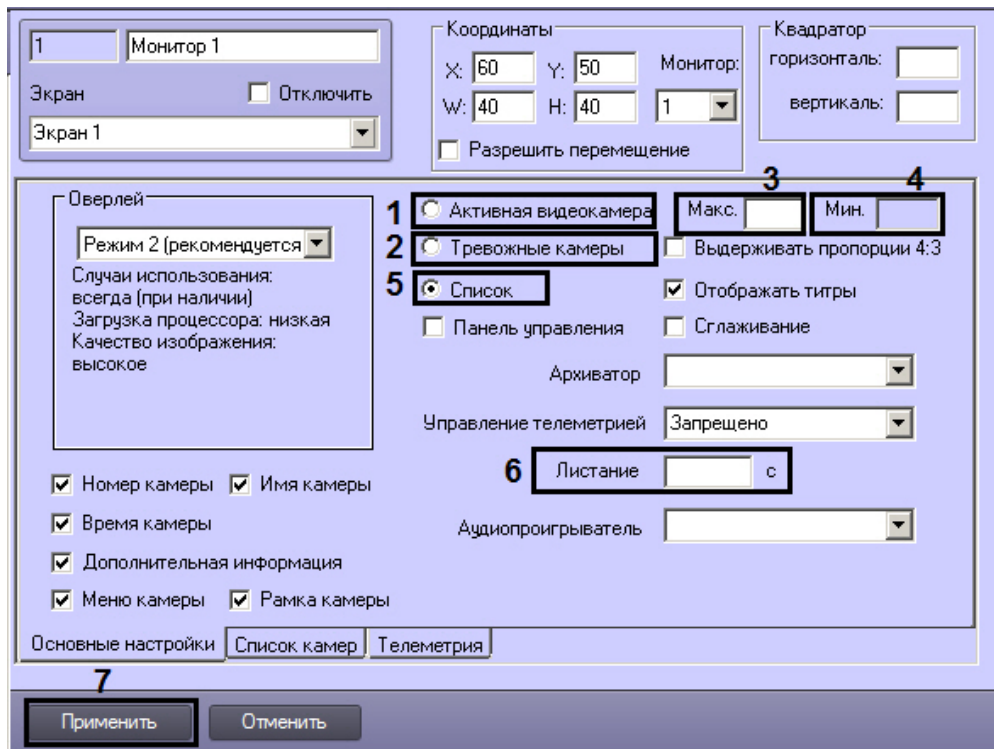 1 Монитор 1
Экран Отключить
Экран 1
Координаты
X: 60 Y: 50 Монитор:
W: 40 H: 40 1
Разрешить перемещение
Квадратор
горизонталь:
вертикаль:
Оверлей
Режим 2 (рекомендуется
Случаи использования:
всегда (при наличии)
Загрузка процессора: низкая
Качество изображения:
высокое
1 Активная видеокамера
3 Макс.
4 Мин.
2 Тревожные камеры
Выдерживать пропорции 4:3
5 Список
Отображать титры
Панель управления
Сглаживание
Архиватор
Управление телеметрией Запрещено
6 Листание с
Аудиопроигрыватель
Номер камеры Имя камеры
Время камеры
Дополнительная информация
Меню камеры Рамка камеры
Основные настройки Список камер Телеметрия
7
Применить Отменить